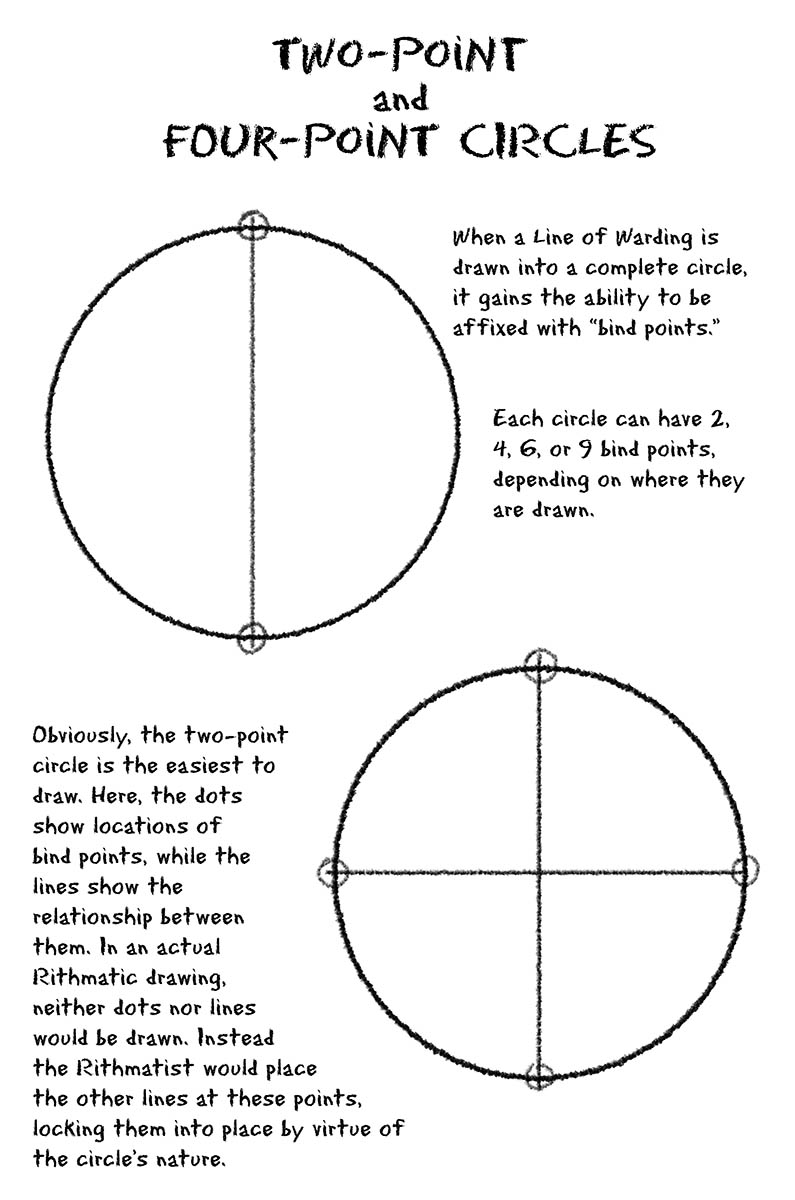 TWO-POINT
and
FOUR-POINT CIRCLES
When a Line of Warding is
drawn into a complete circle,
it gains the ability to be
affixed with “bind points.”
Each circle can have 2,
4, 6, or 9 bind points,
depending on where they
are drawn.
Obviously, the two-point
circle is the easiest to
draw. Here, the dots
show locations of
bind points, while the
lines show the
relationship between
them. In an actual
Rithmatic drawing,
neither dots nor lines
would be drawn. Instead
the Rithmatist would place
the other lines at these points,
locking them into place by virtue of
the circle's nature.